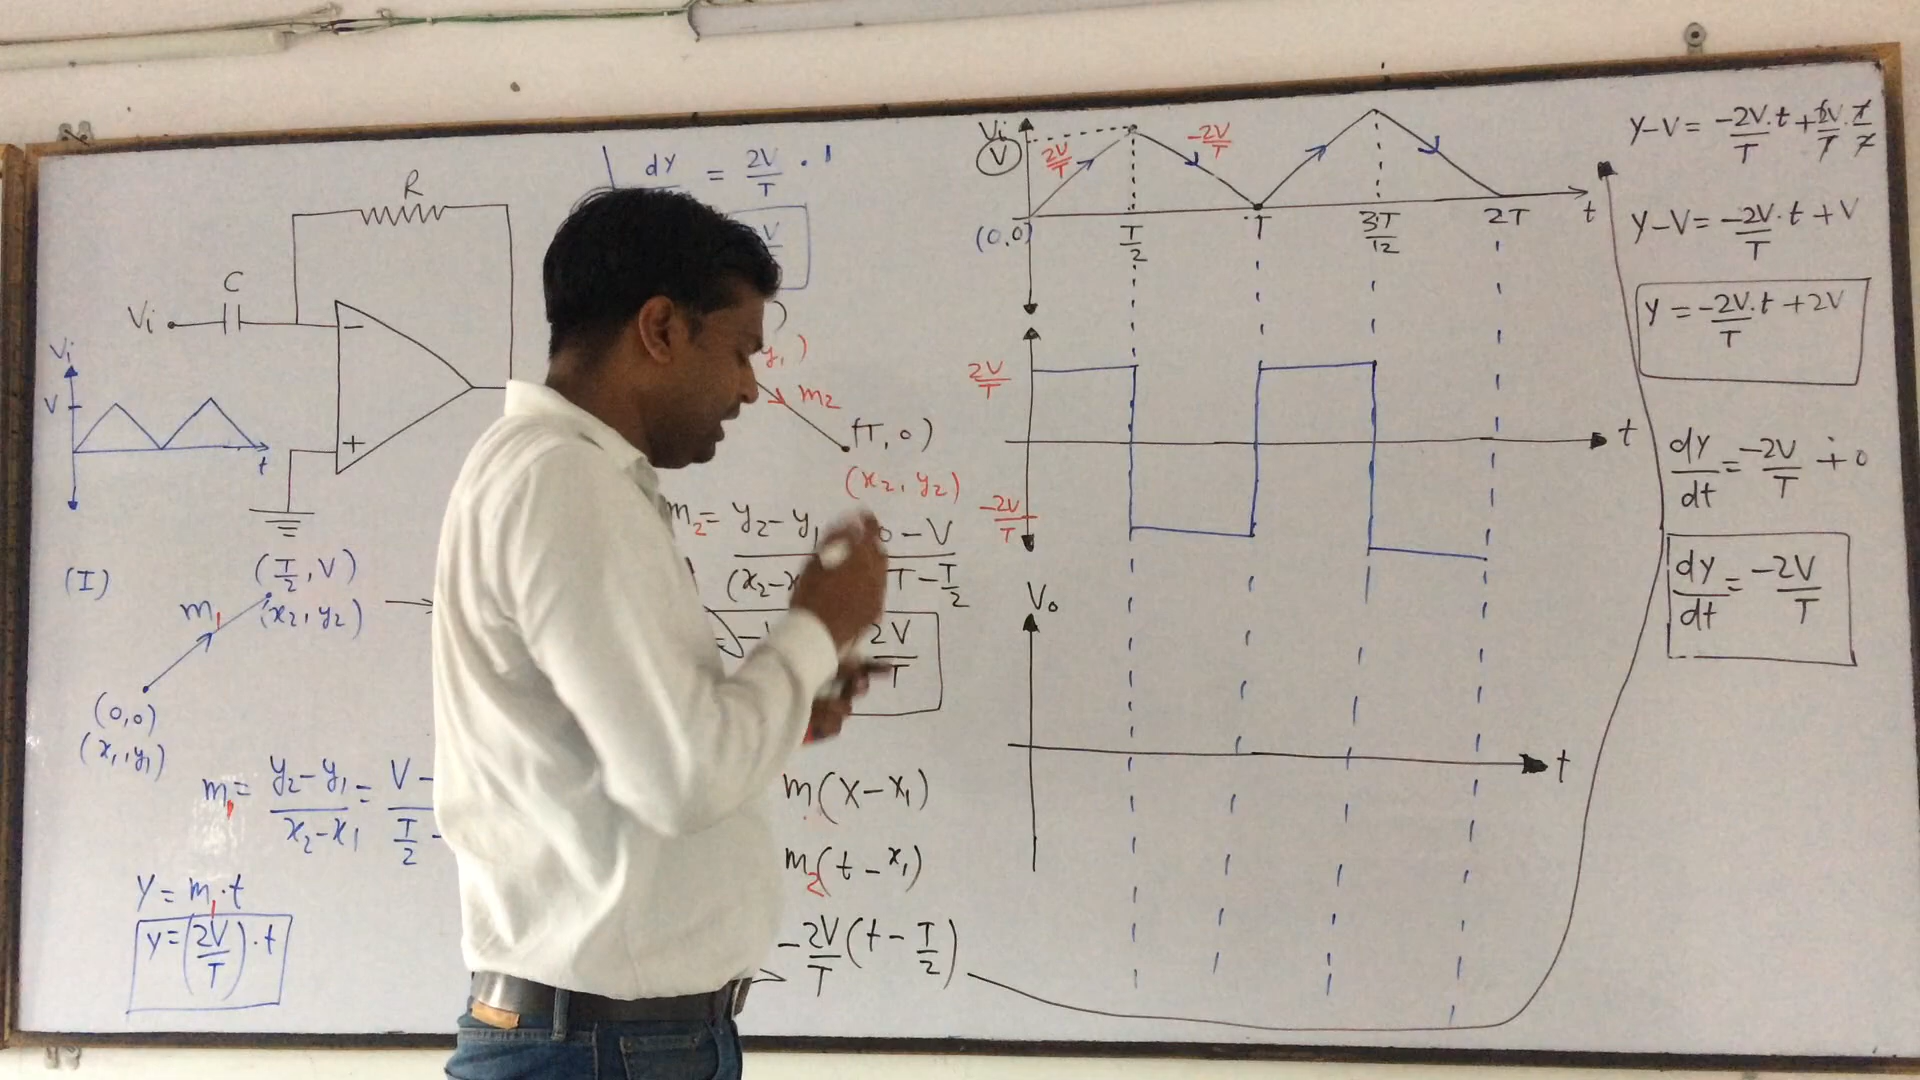 R
C
Vi
−
+
Vi
V
t
(I)
(T/2, V)
(x2, y2)
m1
(0,0)
(x1, y1)
m1 = y2-y1 / x2-x1 = V- / T/2 -
Y = m1·t
y = (2V/T)·t
dy = 2V/T · 1
y1)
m2
(T, 0)
(x2, y2)
m2 = y2-y1 0-V
(x2-x T-T/2
2V/T
m(x-x1)
m2(t-x1)
-2V/T (t - T/2)
Vi
V
2V/T
-2V/T
(0,0)
T/2
T
3T/12
2T
t
2V/T
-2V/T
t
Vo
t
Y-V = -2V/T·t + 2V/T · T/2
Y-V = -2V/T·t + V
Y = -2V/T·t + 2V
dy/dt = -2V/T + 0
dy/dt = -2V/T